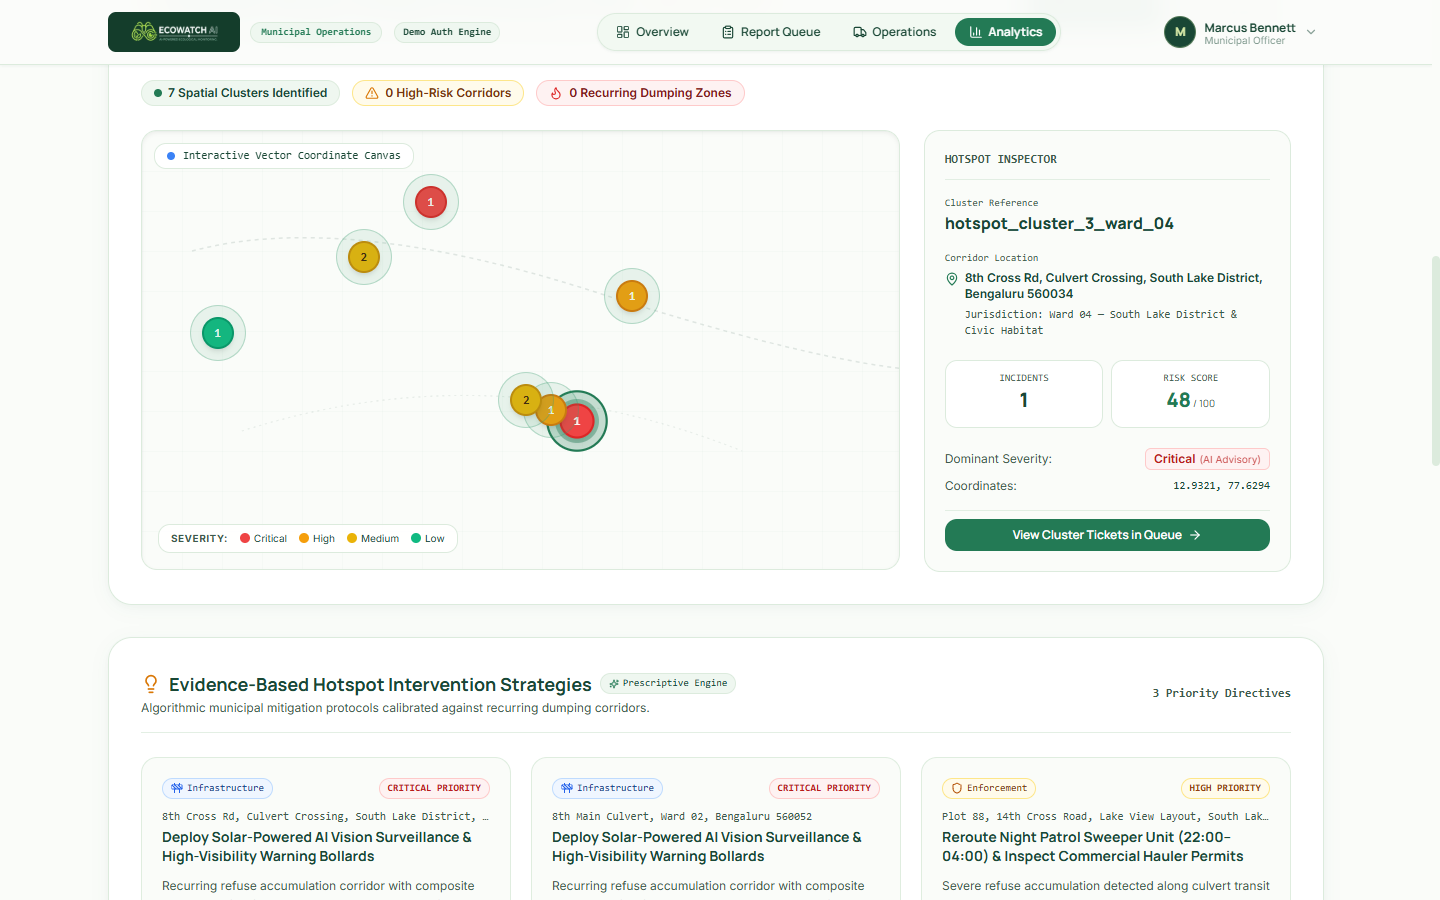 ECOWATCH AI
Municipal Operations
Demo Auth Engine
Overview
Report Queue
Operations
Analytics
M
Marcus Bennett
Municipal Officer
7 Spatial Clusters Identified
0 High-Risk Corridors
0 Recurring Dumping Zones
Interactive Vector Coordinate Canvas
1
2
1
1
2
1
1
SEVERITY:
Critical
High
Medium
Low
HOTSPOT INSPECTOR
Cluster Reference
hotspot_cluster_3_ward_04
Corridor Location
8th Cross Rd, Culvert Crossing, South Lake District,
Bengaluru 560034
Jurisdiction: Ward 04 — South Lake District &
Civic Habitat
INCIDENTS
1
RISK SCORE
48 / 100
Dominant Severity:
Critical (AI Advisory)
Coordinates:
12.9321, 77.6294
View Cluster Tickets in Queue →
Evidence-Based Hotspot Intervention Strategies
Prescriptive Engine
Algorithmic municipal mitigation protocols calibrated against recurring dumping corridors.
3 Priority Directives
Infrastructure
CRITICAL PRIORITY
8th Cross Rd, Culvert Crossing, South Lake District, …
Deploy Solar-Powered AI Vision Surveillance &
High-Visibility Warning Bollards
Recurring refuse accumulation corridor with composite
Infrastructure
CRITICAL PRIORITY
8th Main Culvert, Ward 02, Bengaluru 560052
Deploy Solar-Powered AI Vision Surveillance &
High-Visibility Warning Bollards
Recurring refuse accumulation corridor with composite
Enforcement
HIGH PRIORITY
Plot 88, 14th Cross Road, Lake View Layout, South Lak…
Reroute Night Patrol Sweeper Unit (22:00–
04:00) & Inspect Commercial Hauler Permits
Severe refuse accumulation detected along culvert transit